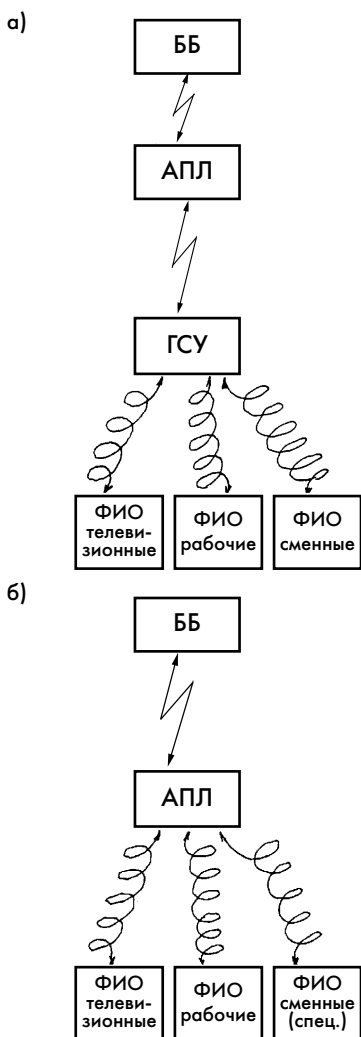 а)
ББ
АПЛ
ГСУ
ФИО
телеви-
зионные
ФИО
рабочие
ФИО
сменные
б)
ББ
АПЛ
ФИО
телеви-
зионные
ФИО
рабочие
ФИО
сменные
(спец.)